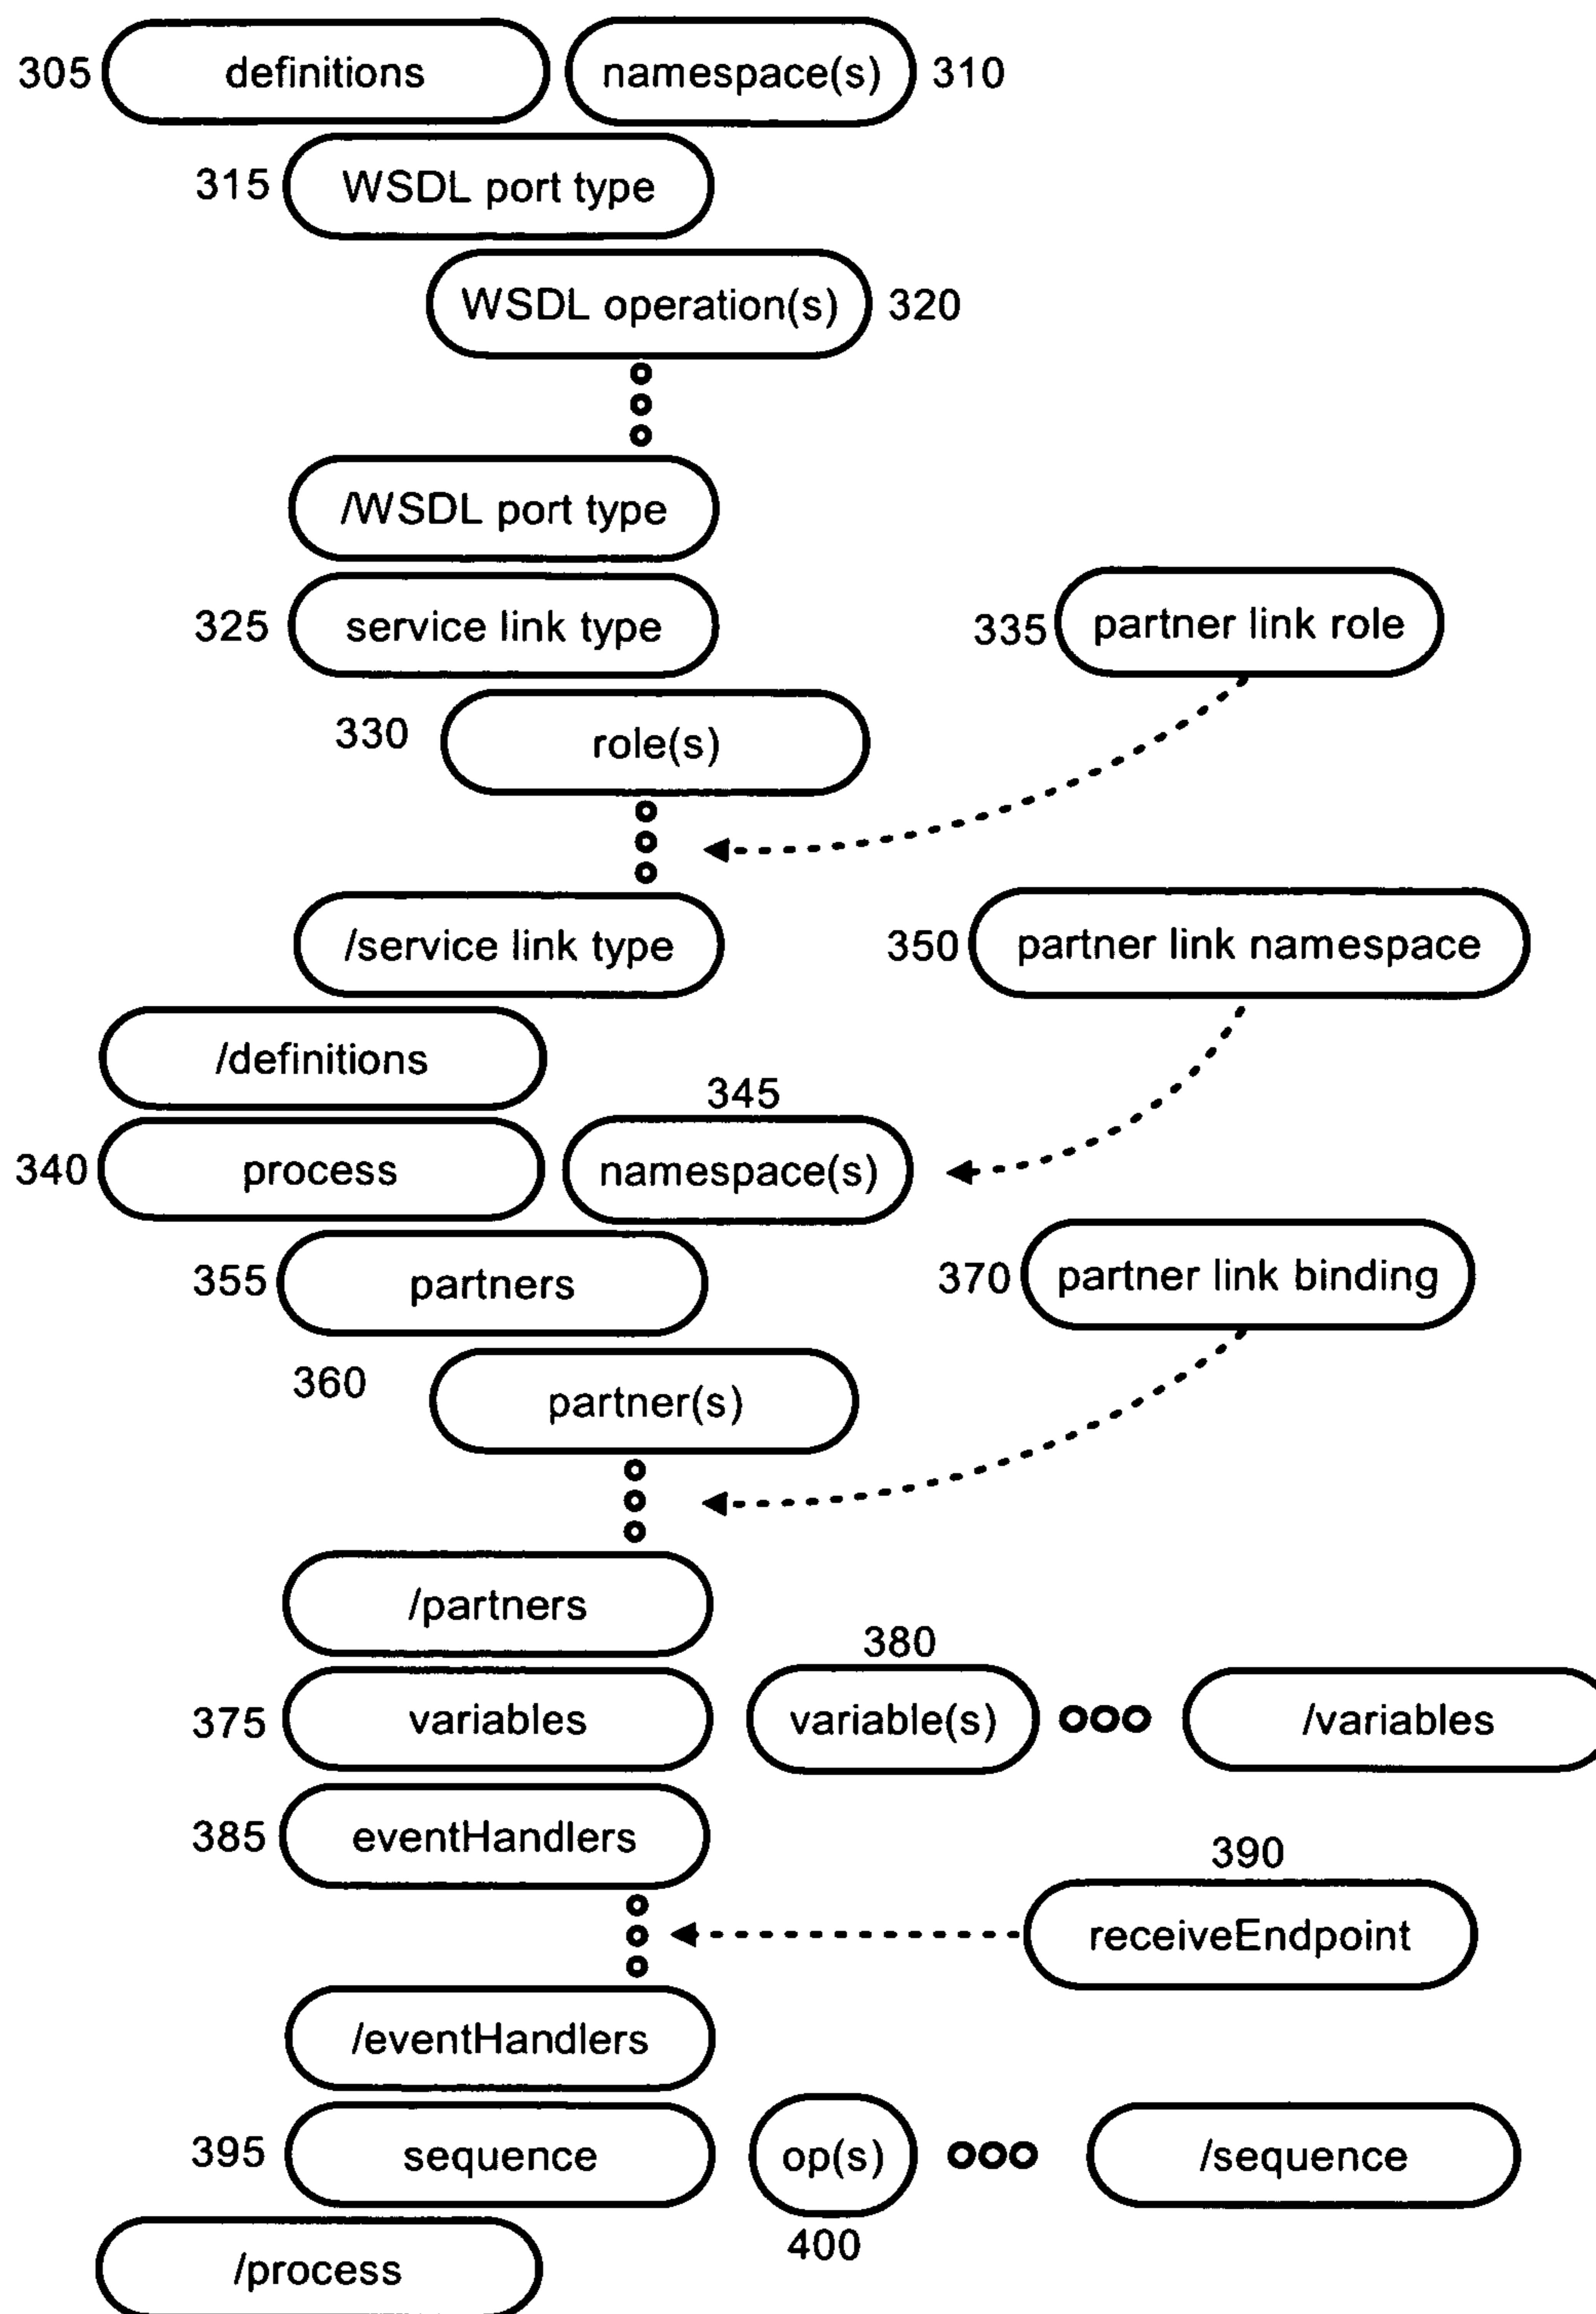 305 definitions namespace(s) 310
315 WSDL port type
WSDL operation(s) 320
/WSDL port type
325 service link type 335 partner link role
330 role(s)
/service link type 350 partner link namespace
/definitions
345
340 process namespace(s)
355 partners 370 partner link binding
360 partner(s)
/partners
380
375 variables variable(s) /variables
385 eventHandlers
390
receiveEndpoint
/eventHandlers
395 sequence op(s) /sequence
400
/process